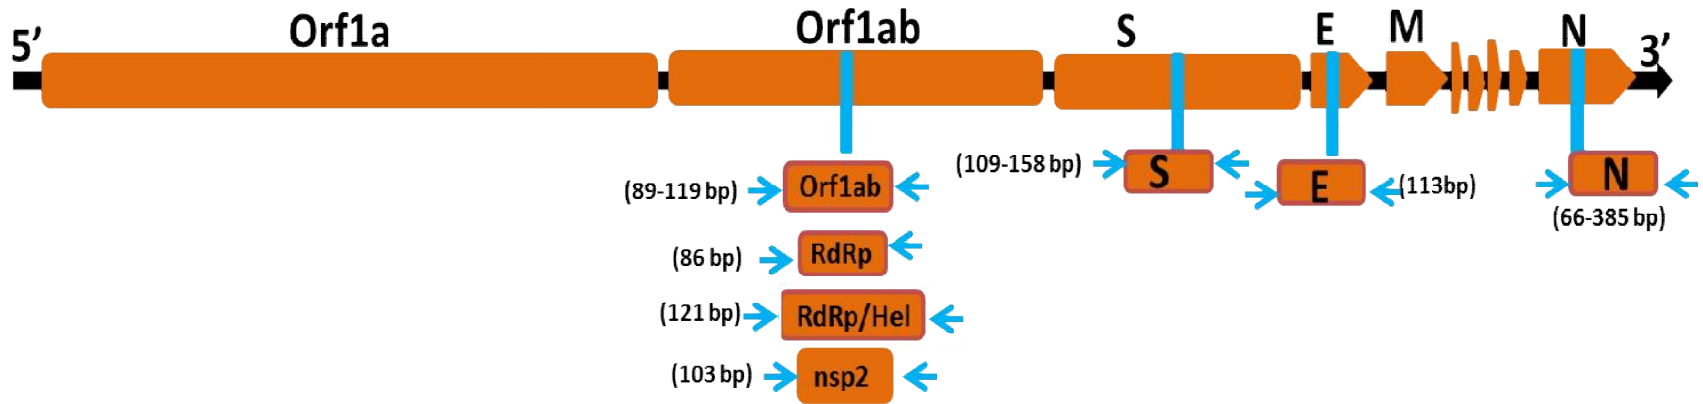 5’
Orf1a
Orf1ab
S
E
M
N
3’
(89-119 bp)
Orf1ab
(109-158 bp)
S
E
(113bp)
N
(66-385 bp)
(86 bp)
RdRp
(121 bp)
RdRp/Hel
(103 bp)
nsp2